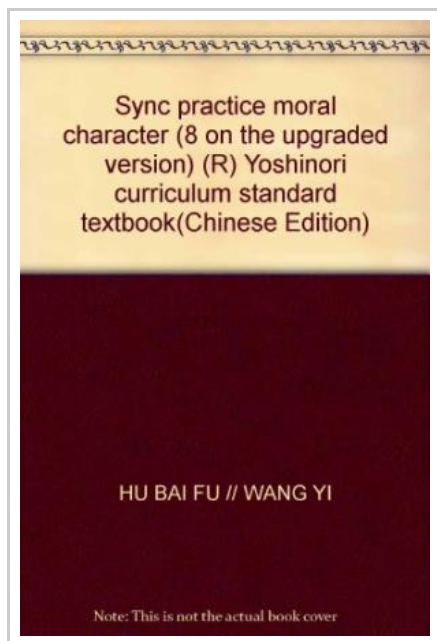 Sync practice moral
character (8 on the upgraded
version) (R) Yoshinori
curriculum standard
textbook(Chinese Edition)
HU BAI FU // WANG YI
Note: This is not the actual book cover